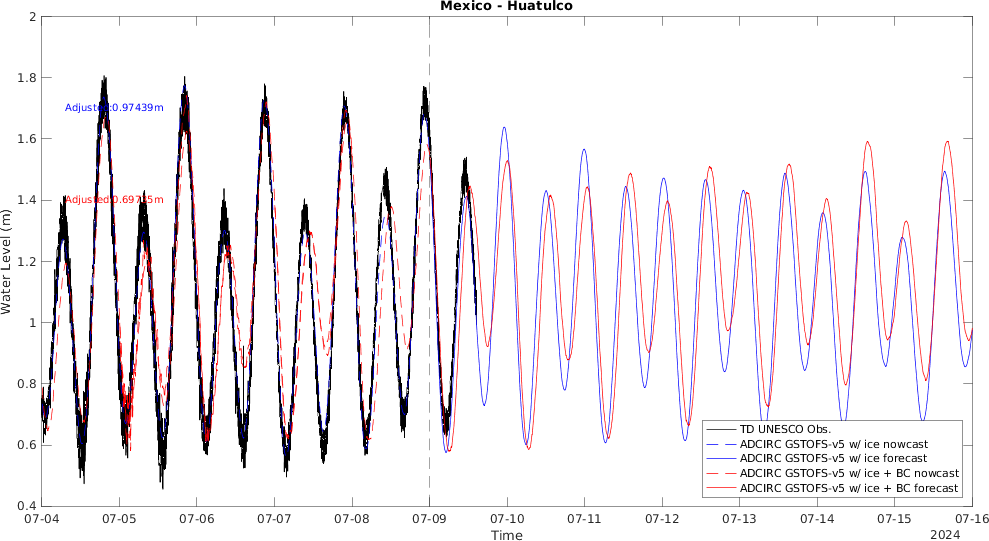 Mexico - Huatulco
2
1.8
1.6
1.4
1.2
1
0.8
0.6
0.4
Water Level (m)
Adjusted:0.97439m
07-04
07-05
07-06
07-07
07-08
07-09
07-10
07-11
07-12
07-13
07-14
07-15
07-16
Time
2024
TD UNESCO Obs.
ADCIRC GSTOFS-v5 w/ ice nowcast
ADCIRC GSTOFS-v5 w/ ice forecast
ADCIRC GSTOFS-v5 w/ ice + BC nowcast
ADCIRC GSTOFS-v5 w/ ice + BC forecast